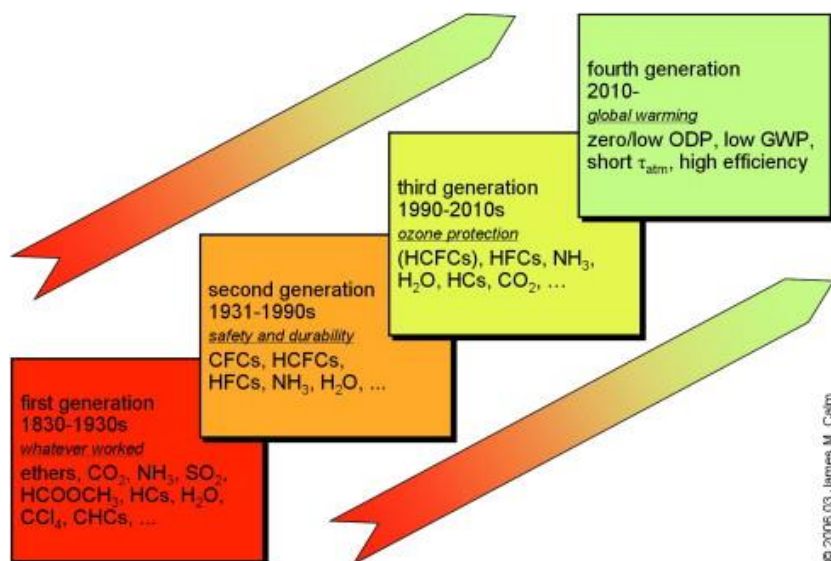 first generation
1830-1930s
whatever worked
ethers, CO₂, NH₃, SO₂,
HCOOCH₃, HCs, H₂O,
CCl₄, CHCs, ...
second generation
1931-1990s
safety and durability
CFCs, HCFCs,
HFCs, NH₃, H₂O, ...
third generation
1990-2010s
ozone protection
(HCFCs), HFCs, NH₃,
H₂O, HCs, CO₂, ...
fourth generation
2010-
global warming
zero/low ODP, low GWP,
short τatm, high efficiency
© 2006.03 James M. Calm